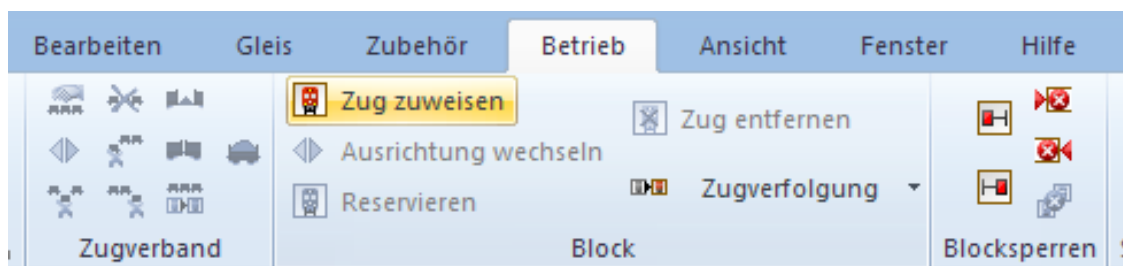 Bearbeiten Gleis Zubehör Betrieb Ansicht Fenster Hilfe
Zug zuweisen
Zug entfernen
Ausrichtung wechseln
Zugverfolgung
Reservieren
Zugverband Block Blocksperren